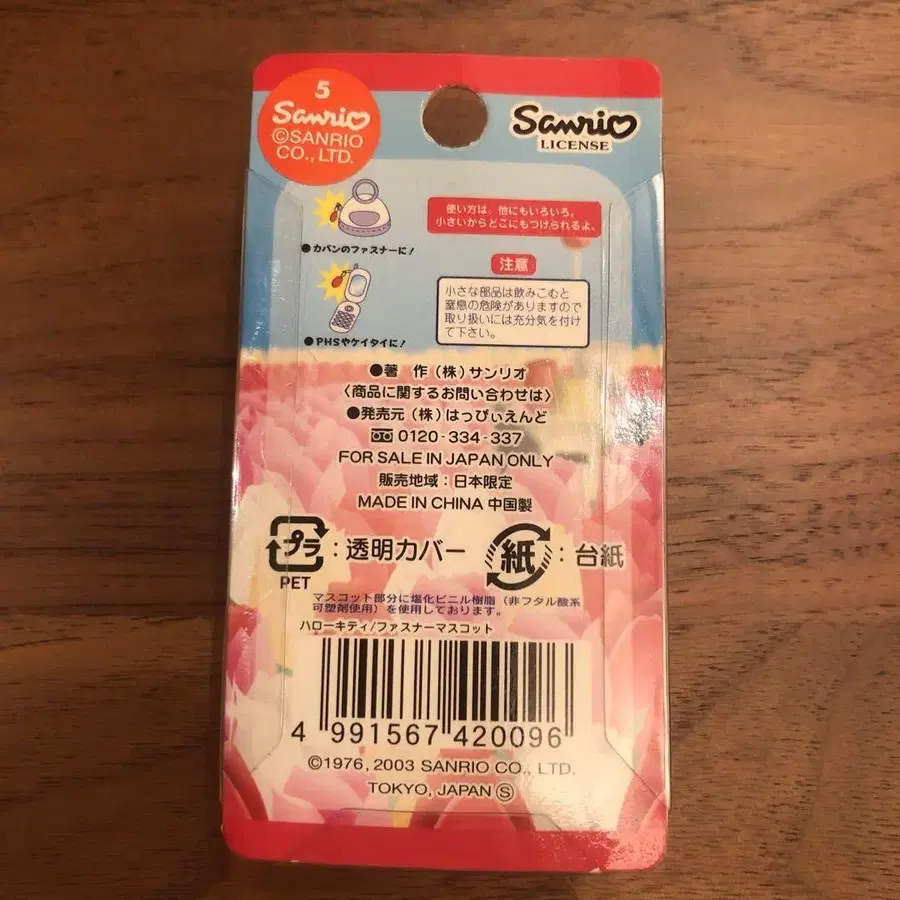 5
Sanrio
©SANRIO
CO., LTD.
Sanrio
LICENSE
使い方は、他にもいろいろ。
小さいからどこにもつけられるよ。
●カバンのファスナーに!
注意
小さな部品は飲みこむと
窒息の危険がありますので
取り扱いには充分気を付け
て下さい。
●PHSやケイタイに!
●著 作(株)サンリオ
〈商品に関するお問い合わせは〉
●発売元(株)はっぴぃえんど
0120-334-337
FOR SALE IN JAPAN ONLY
販売地域:日本限定
MADE IN CHINA 中国製
プラ:透明カバー
PET
紙:台紙
マスコット部分に塩化ビニル樹脂(非フタル酸系
可塑剤使用)を使用しております。
ハローキティ/ファスナーマスコット
4 991567 420096
©1976, 2003 SANRIO CO., LTD.
TOKYO, JAPAN Ⓢ